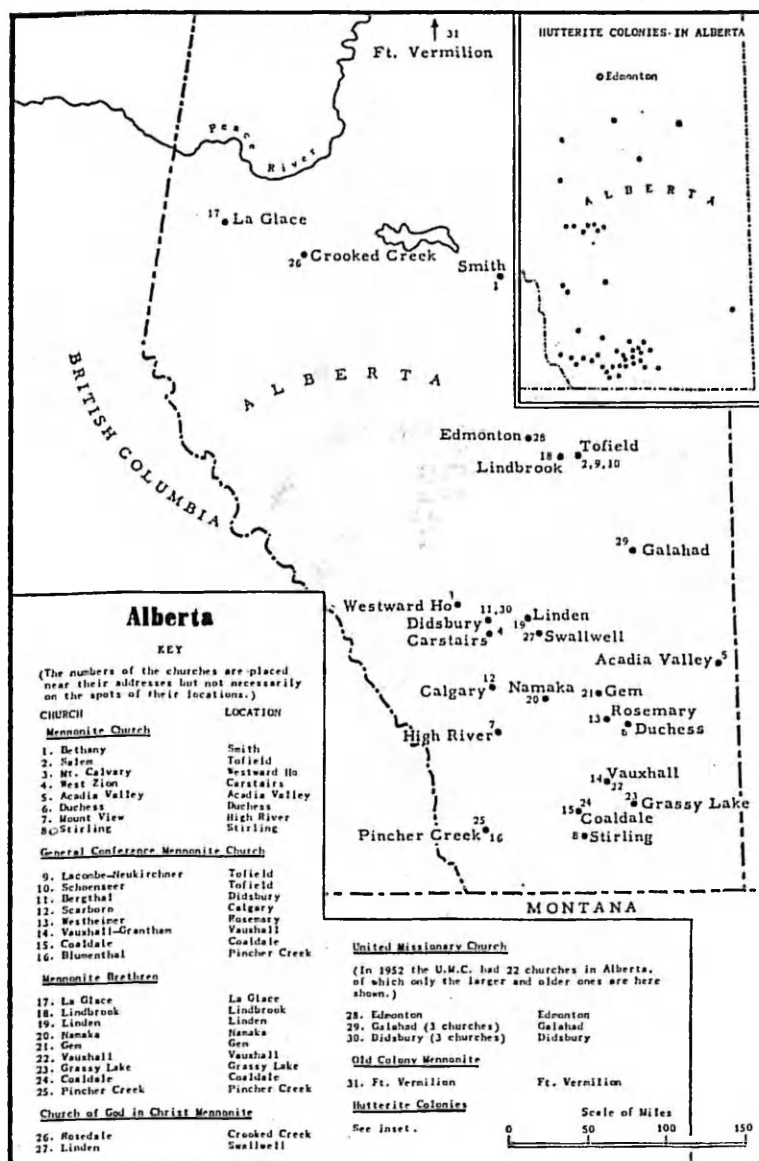 31
Ft. Vermilion
HUTTERITE COLONIES IN ALBERTA
Edmonton
ALBERTA
Peace River
17 La Glace
26 Crooked Creek
Smith
1
ALBERTA
BRITISH COLUMBIA
Edmonton 28
18 Tofield
Lindbrook 2,9,10
29 Galahad
Westward Ho
11,30 Linden
Didsbury 19
Carstairs 4 27 Swallwell
Acadia Valley 5
12
Calgary Namaka 21 Gem
20
7 13 Rosemary
High River 6 Duchess
14 Vauxhall
22
23
24 Grassy Lake
15 Coaldale
25
Pincher Creek 16 8 Stirling
MONTANA
Alberta
KEY
(The numbers of the churches are placed
near their addresses but not necessarily
on the spots of their locations.)
CHURCH LOCATION
Mennonite Church
1. Bethany Smith
2. Salem Tofield
3. Mt. Calvary Westward Ho
4. West Zion Carstairs
5. Acadia Valley Acadia Valley
6. Duchess Duchess
7. Mount View High River
8. Stirling Stirling
General Conference Mennonite Church
9. Lacombe-Neukirchner Tofield
10. Schoenseer Tofield
11. Bergthal Didsbury
12. Scarboro Calgary
13. Westheimer Rosemary
14. Vauxhall-Grantham Vauxhall
15. Coaldale Coaldale
16. Blumenthal Pincher Creek
Mennonite Brethren
17. La Glace La Glace
18. Lindbrook Lindbrook
19. Linden Linden
20. Namaka Namaka
21. Gem Gem
22. Vauxhall Vauxhall
23. Grassy Lake Grassy Lake
24. Coaldale Coaldale
25. Pincher Creek Pincher Creek
Church of God in Christ Mennonite
26. Rosedale Crooked Creek
27. Linden Swallwell
United Missionary Church
(In 1952 the U.M.C. had 22 churches in Alberta,
of which only the larger and older ones are here
shown.)
28. Edmonton Edmonton
29. Galahad (3 churches) Galahad
30. Didsbury (3 churches) Didsbury
Old Colony Mennonite
31. Ft. Vermilion Ft. Vermilion
Hutterite Colonies
See inset.
Scale of Miles
0 50 100 150